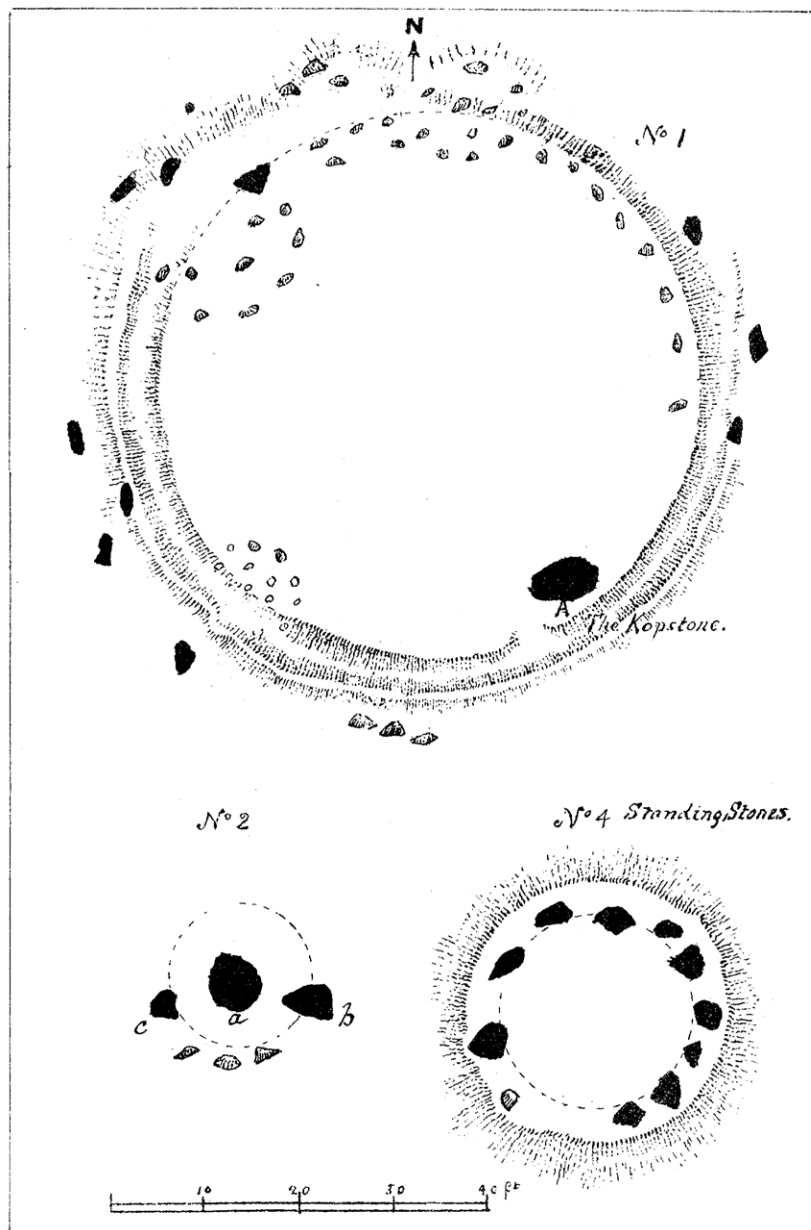 N
No 1
A
The Kopstone.
No 2
No 4 Standing Stones.
c
a
b
10 20 30 40 ft